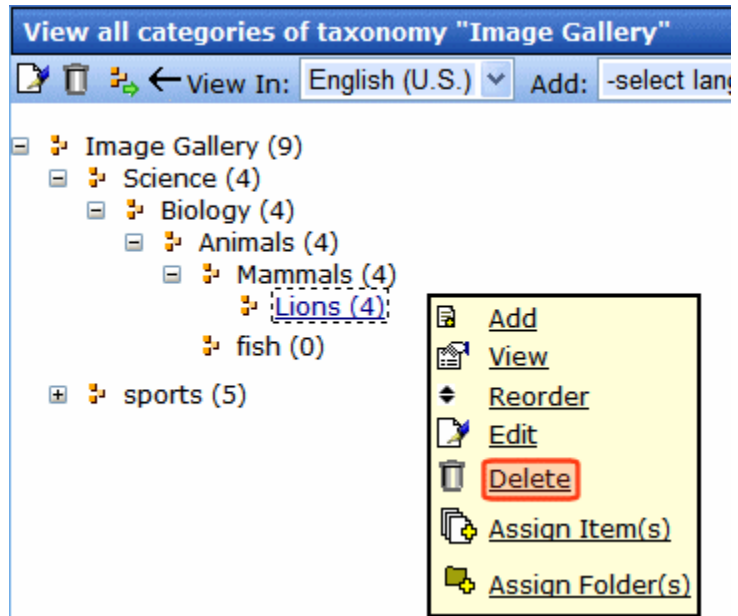 View all categories of taxonomy "Image Gallery"
View In: English (U.S.) Add: -select lang
Image Gallery (9)
Science (4)
Biology (4)
Animals (4)
Mammals (4)
Lions (4)
fish (0)
sports (5)
Add
View
Reorder
Edit
Delete
Assign Item(s)
Assign Folder(s)